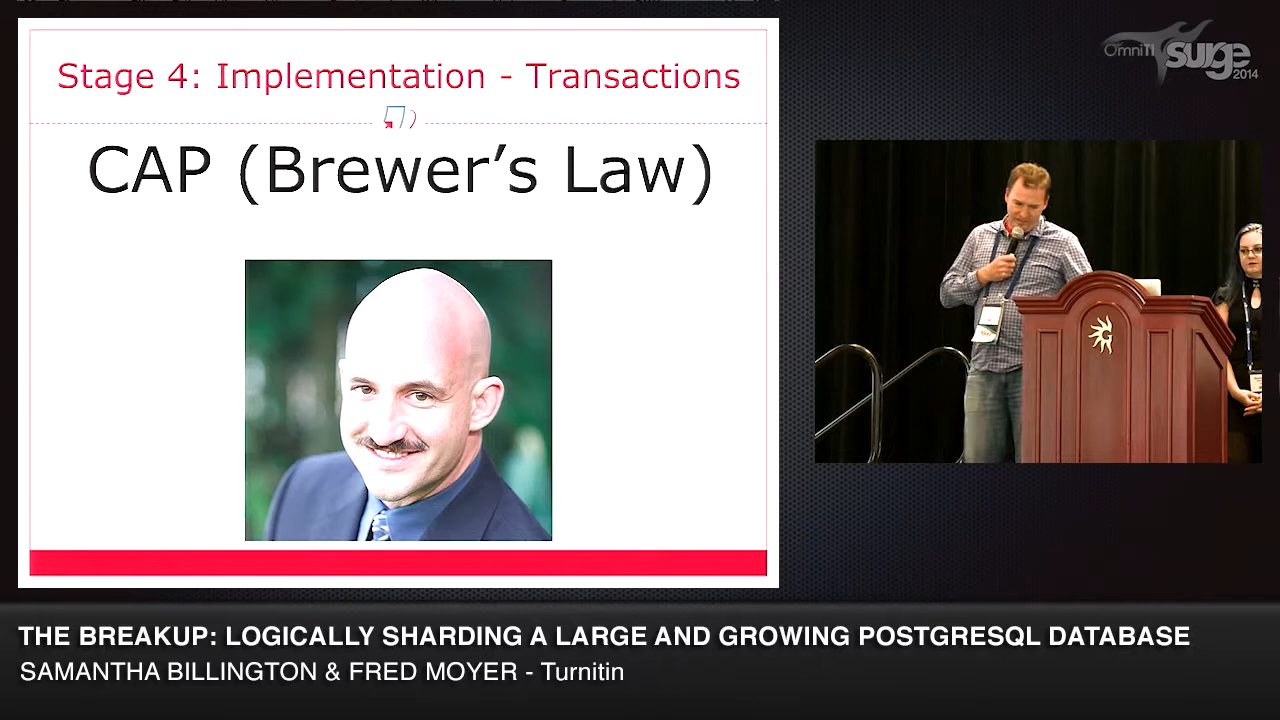 Stage 4: Implementation - Transactions
CAP (Brewer's Law)
OmniTI surge 2014
THE BREAKUP: LOGICALLY SHARDING A LARGE AND GROWING POSTGRESQL DATABASE
SAMANTHA BILLINGTON & FRED MOYER - Turnitin